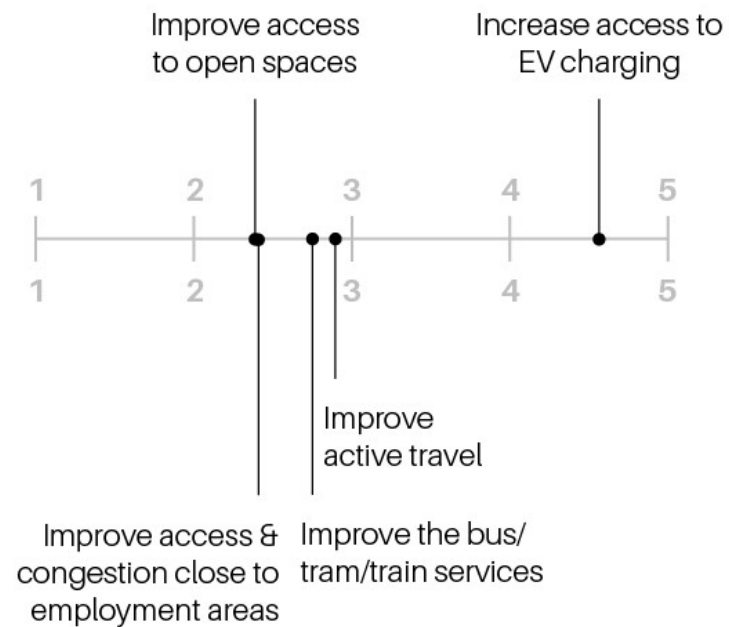 Improve access
to open spaces
Increase access to
EV charging
1 2 3 4 5
1 2 3 4 5
Improve
active travel
Improve access &
congestion close to
employment areas
Improve the bus/
tram/train services